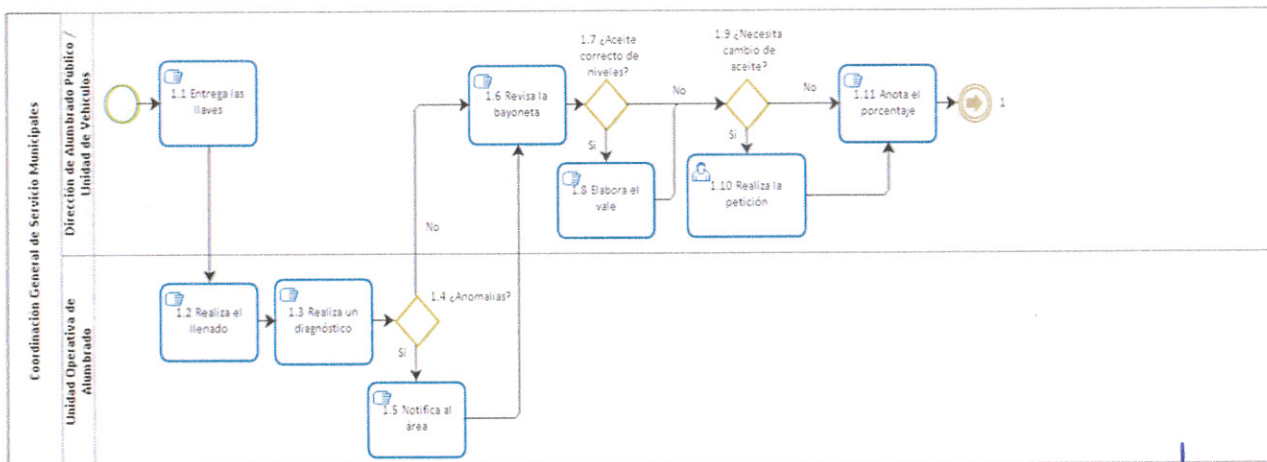 Coordinación General de Servicio Municipales
Dirección de Alumbrado Público /
Unidad de Vehículos
1.1 Entrega las
llaves
1.6 Revisa la
bayoneta
1.7 ¿Aceite
correcto de
niveles?
No
Si
1.8 Elabora el
vale
1.9 ¿Necesita
cambio de
aceite?
No
Si
1.10 Realiza la
petición
1.11 Anota el
porcentaje
1
Unidad Operativa de
Alumbrado
1.2 Realiza el
llenado
1.3 Realiza un
diagnóstico
1.4 ¿Anomalías?
No
Si
1.5 Notifica al
área